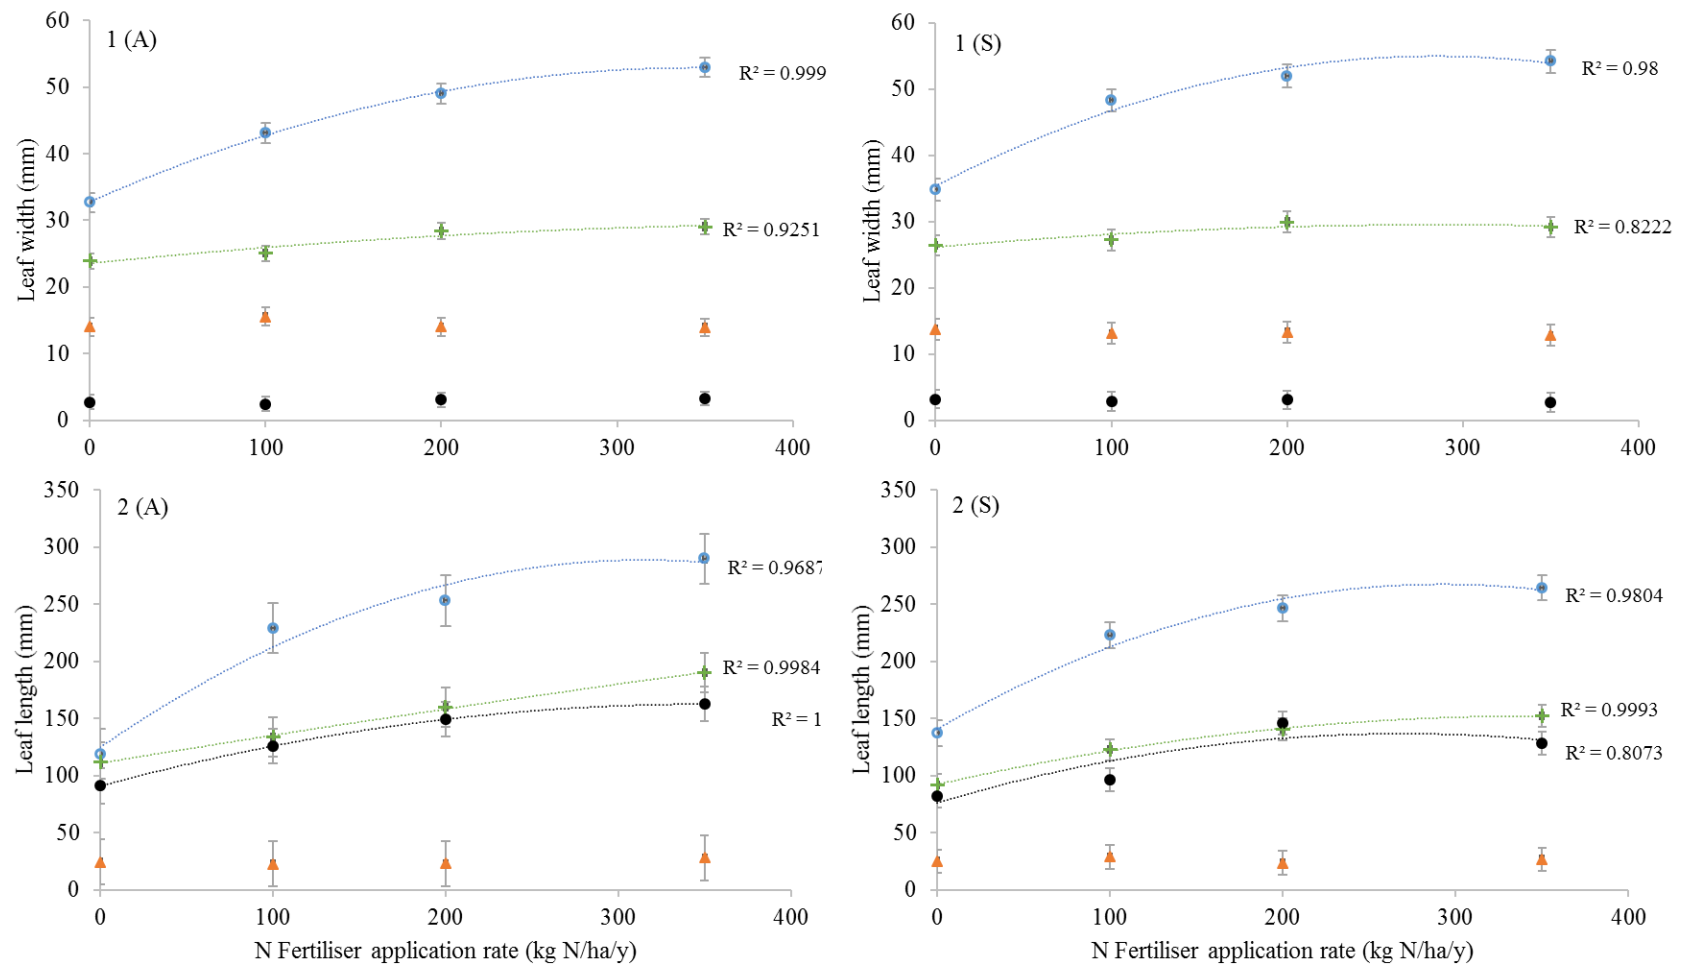 1 (A)
60
50
40
30
20
10
0
Leaf width (mm)
R² = 0.999
R² = 0.9251
0 100 200 300 400
1 (S)
60
50
40
30
20
10
0
Leaf width (mm)
R² = 0.98
R² = 0.8222
0 100 200 300 400
2 (A)
350
300
250
200
150
100
50
0
Leaf length (mm)
R² = 0.9687
R² = 0.9984
R² = 1
0 100 200 300 400
N Fertiliser application rate (kg N/ha/y)
2 (S)
350
300
250
200
150
100
50
0
Leaf length (mm)
R² = 0.9804
R² = 0.9993
R² = 0.8073
0 100 200 300 400
N Fertiliser application rate (kg N/ha/y)